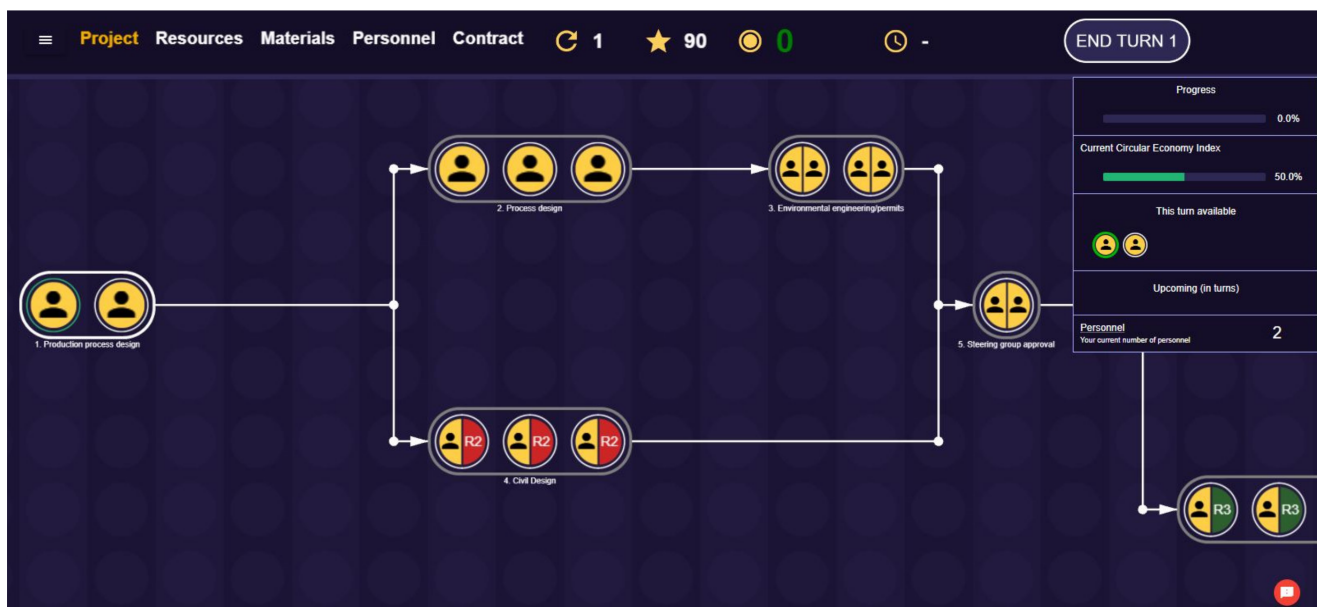 Project Resources Materials Personnel Contract 1 90 0 - END TURN 1
Progress
0.0%
Current Circular Economy Index
50.0%
This turn available
Upcoming (in turns)
Personnel
Your current number of personnel
2
2. Process design
3. Environmental engineering/permits
1. Production process design
5. Steering group approval
R2 R2 R2
4. Civil Design
R3 R3